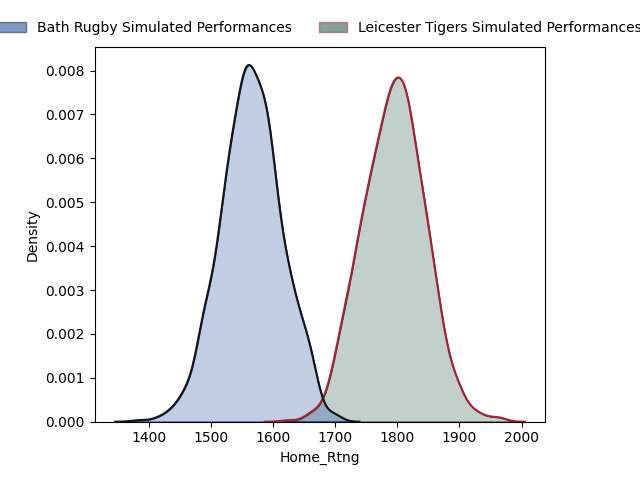 Bath Rugby Simulated Performances
Leicester Tigers Simulated Performances
0.008
0.007
0.006
0.005
0.004
0.003
0.002
0.001
0.000
Density
1400 1500 1600 1700 1800 1900 2000
Home_Rtng